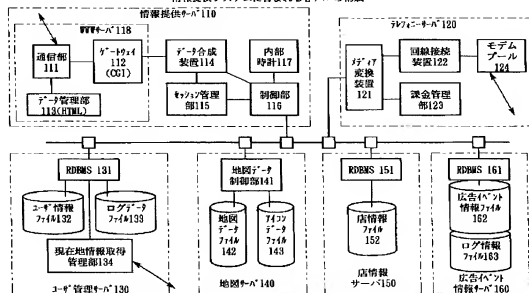 情報提供サーバ110
WWWサーバ118
通信部
111
ゲートウェイ
112
(CGI)
データ管理部
113(HTML)
データ合成
装置114
内部
時計117
セッション管理
部115
制御部
116
テレフォニーサーバ120
メディア
変換
装置
121
回線接続
装置122
課金管理
部123
モデム
プール
124
RDBMS 131
ユーザ情報
ファイル132
ログデータ
ファイル133
現在地情報取得
管理部134
ユーザ管理サーバ130
地図データ
制御部141
地図
データ
ファイル
142
アイコン
データ
ファイル
143
地図サーバ140
RDBMS 151
店情報
ファイル
152
店情報
サーバ150
RDBMS 161
広告イベント
情報ファイル
162
ログ情報
ファイル163
広告イベント
情報サーバ160